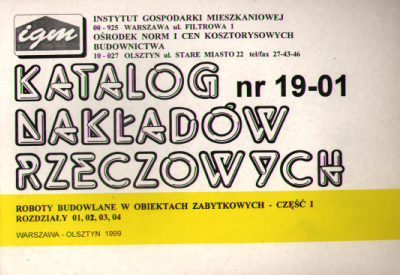 igm
INSTYTUT GOSPODARKI MIESZKANIOWEJ
00 - 925 WARSZAWA ul. FILTROWA 1
OŚRODEK NORM I CEN KOSZTORYSOWYCH
BUDOWNICTWA
10 - 027 OLSZTYN ul. STARE MIASTO 22 tel/fax 27-43-46
KATALOG nr 19-01
NAKŁADÓW
RZECZOWYCH
ROBOTY BUDOWLANE W OBIEKTACH ZABYTKOWYCH - CZĘŚĆ I
ROZDZIAŁY 01, 02, 03, 04
WARSZAWA - OLSZTYN 1999